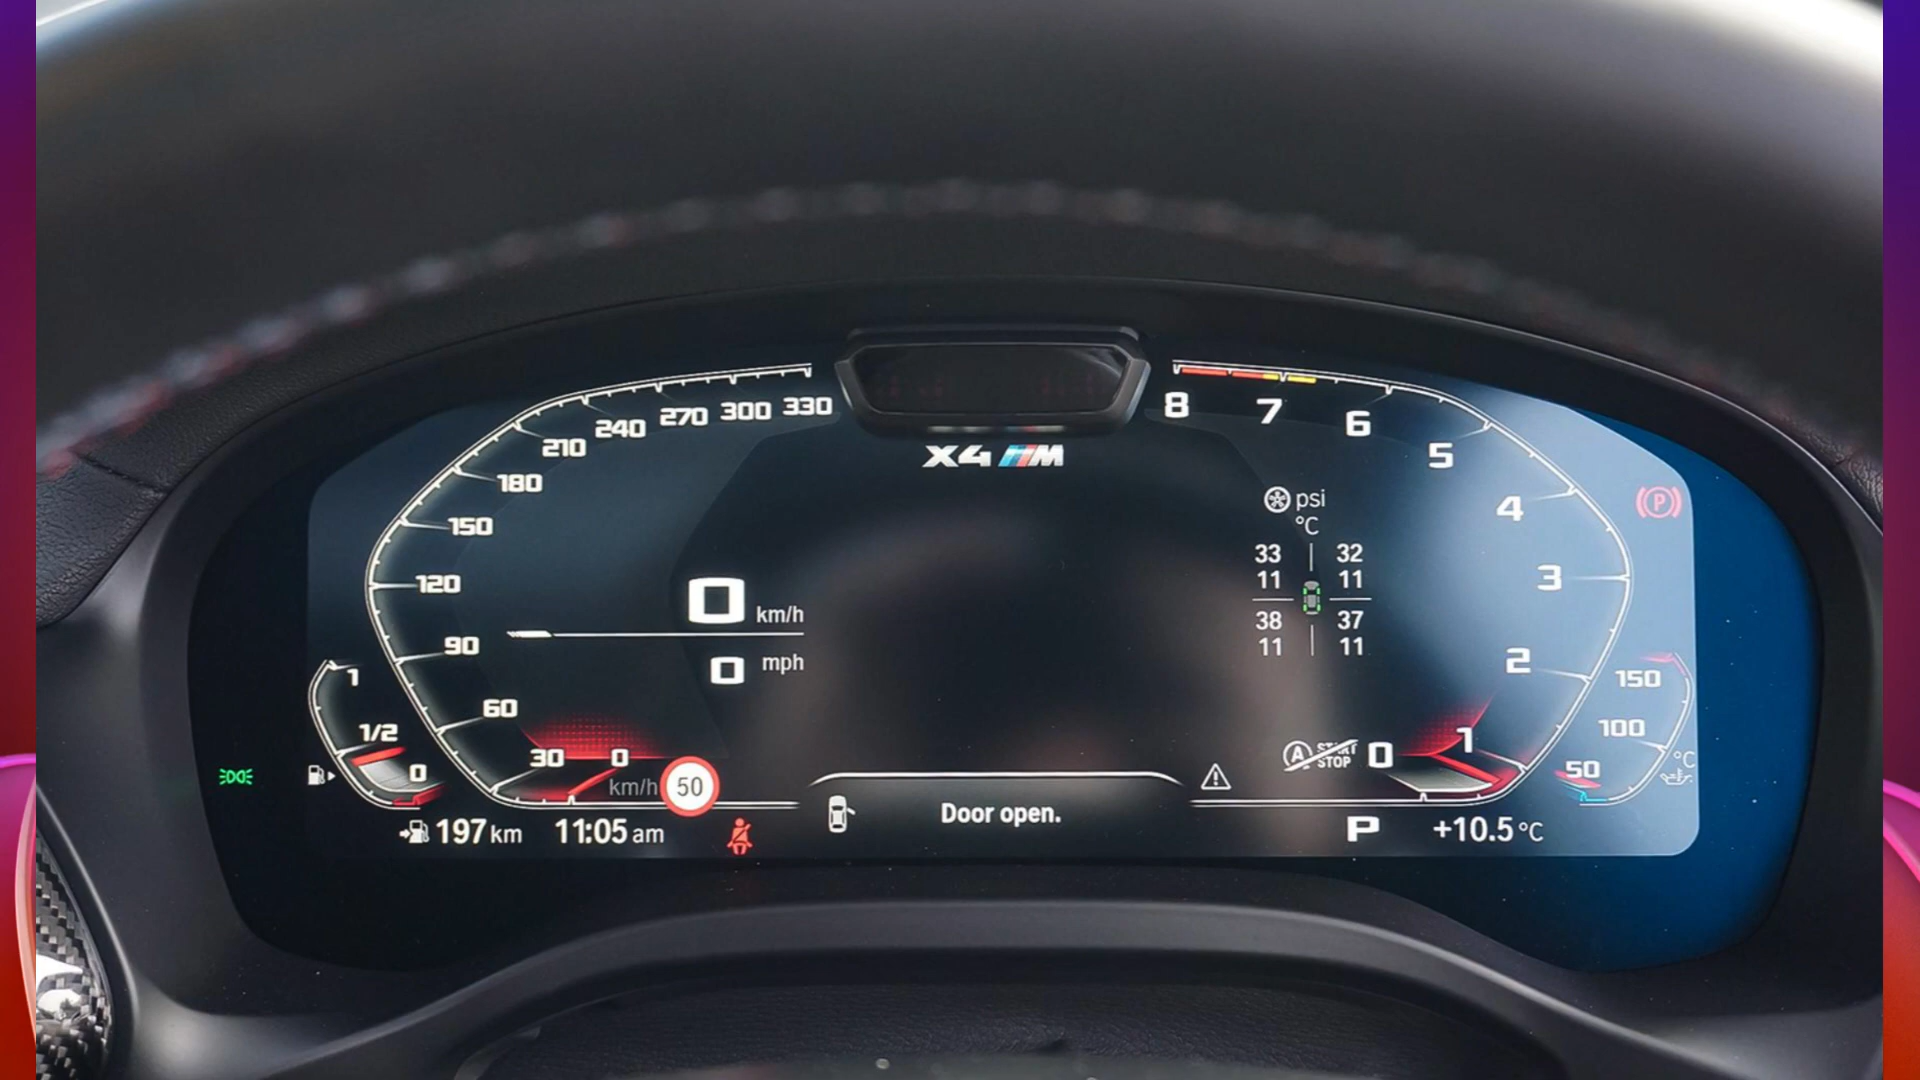 330
300
270
240
210
180
150
120
90
60
30
0
km/h
50
8
7
6
5
4
3
2
1
0
X4 M
psi
°C
33 32
11 11
38 37
11 11
0 km/h
0 mph
1
1/2
0
150
100
50
°C
P
A START
STOP
Door open.
197 km
11:05 am
P
+10.5 °C